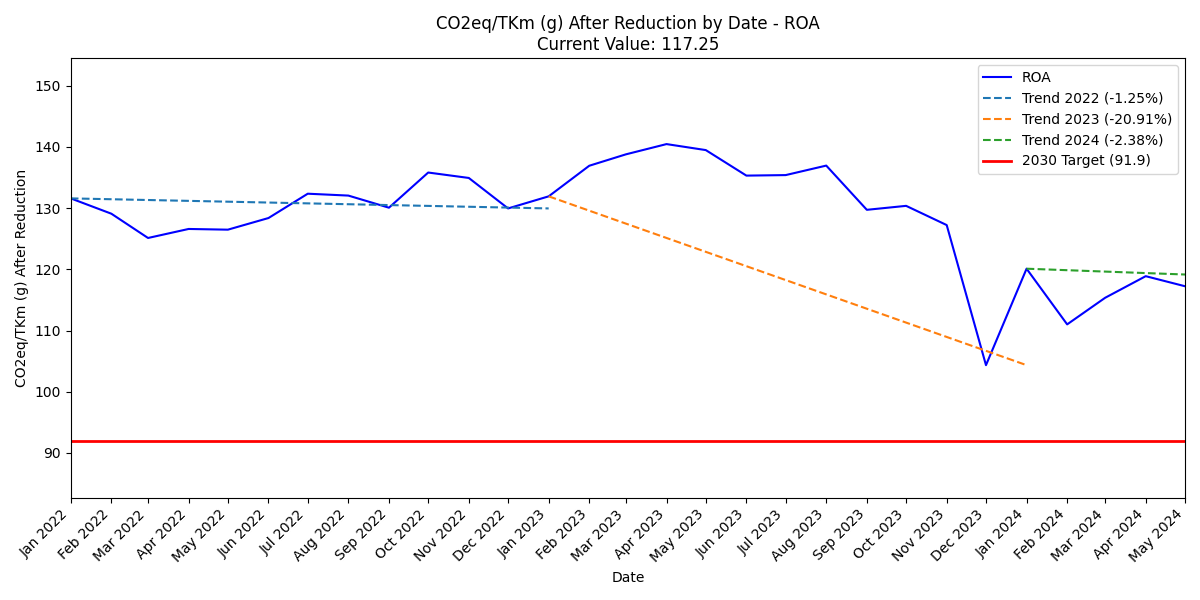 CO2eq/TKm (g) After Reduction by Date - ROA
Current Value: 117.25
ROA
Trend 2022 (-1.25%)
Trend 2023 (-20.91%)
Trend 2024 (-2.38%)
2030 Target (91.9)
CO2eq/TKm (g) After Reduction
150
140
130
120
110
100
90
Jan 2022
Feb 2022
Mar 2022
Apr 2022
May 2022
Jun 2022
Jul 2022
Aug 2022
Sep 2022
Oct 2022
Nov 2022
Dec 2022
Jan 2023
Feb 2023
Mar 2023
Apr 2023
May 2023
Jun 2023
Jul 2023
Aug 2023
Sep 2023
Oct 2023
Nov 2023
Dec 2023
Jan 2024
Feb 2024
Mar 2024
Apr 2024
May 2024
Date